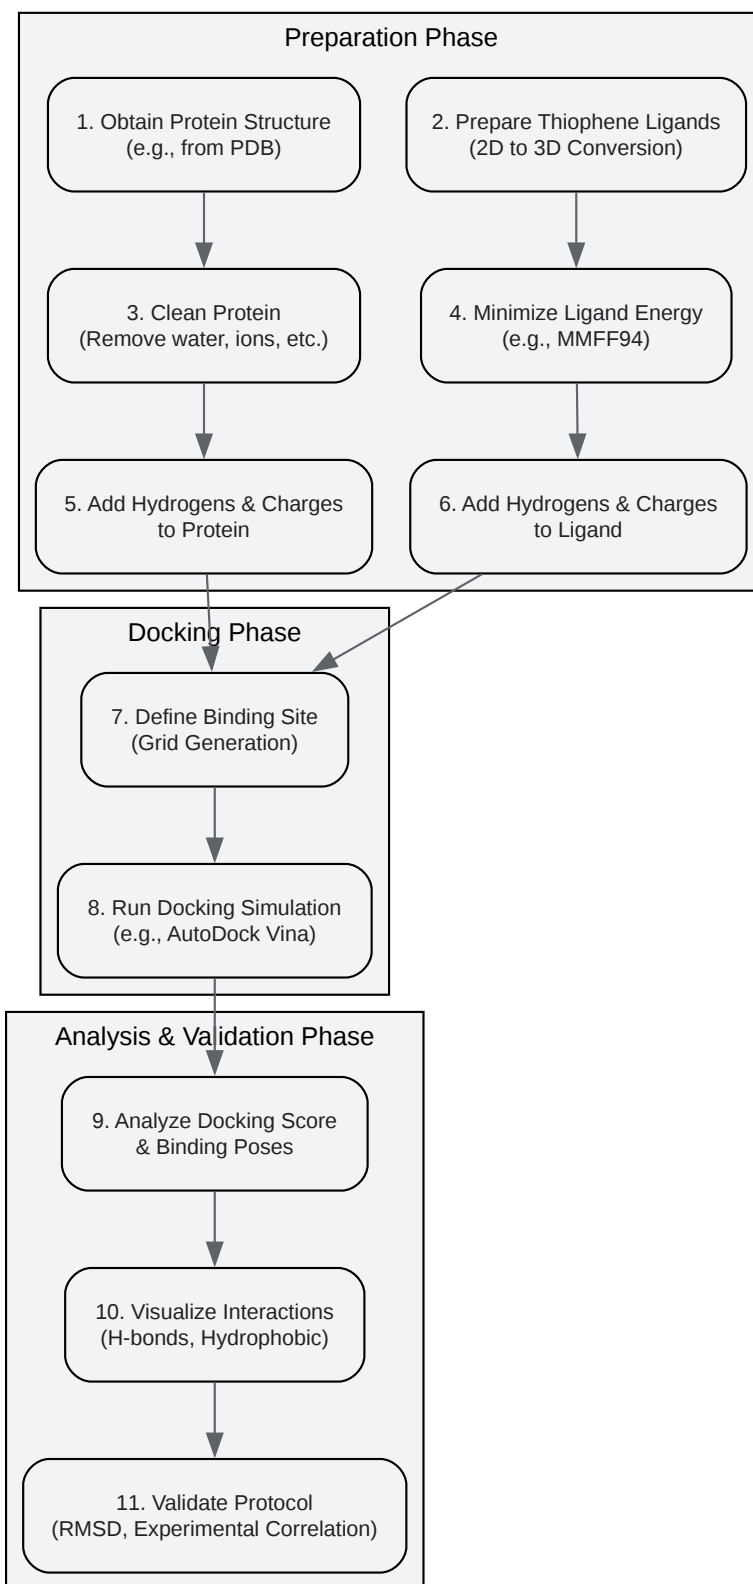 Preparation Phase
1. Obtain Protein Structure
(e.g., from PDB)
2. Prepare Thiophene Ligands
(2D to 3D Conversion)
3. Clean Protein
(Remove water, ions, etc.)
4. Minimize Ligand Energy
(e.g., MMFF94)
5. Add Hydrogens & Charges
to Protein
6. Add Hydrogens & Charges
to Ligand
Docking Phase
7. Define Binding Site
(Grid Generation)
8. Run Docking Simulation
(e.g., AutoDock Vina)
Analysis & Validation Phase
9. Analyze Docking Score
& Binding Poses
10. Visualize Interactions
(H-bonds, Hydrophobic)
11. Validate Protocol
(RMSD, Experimental Correlation)